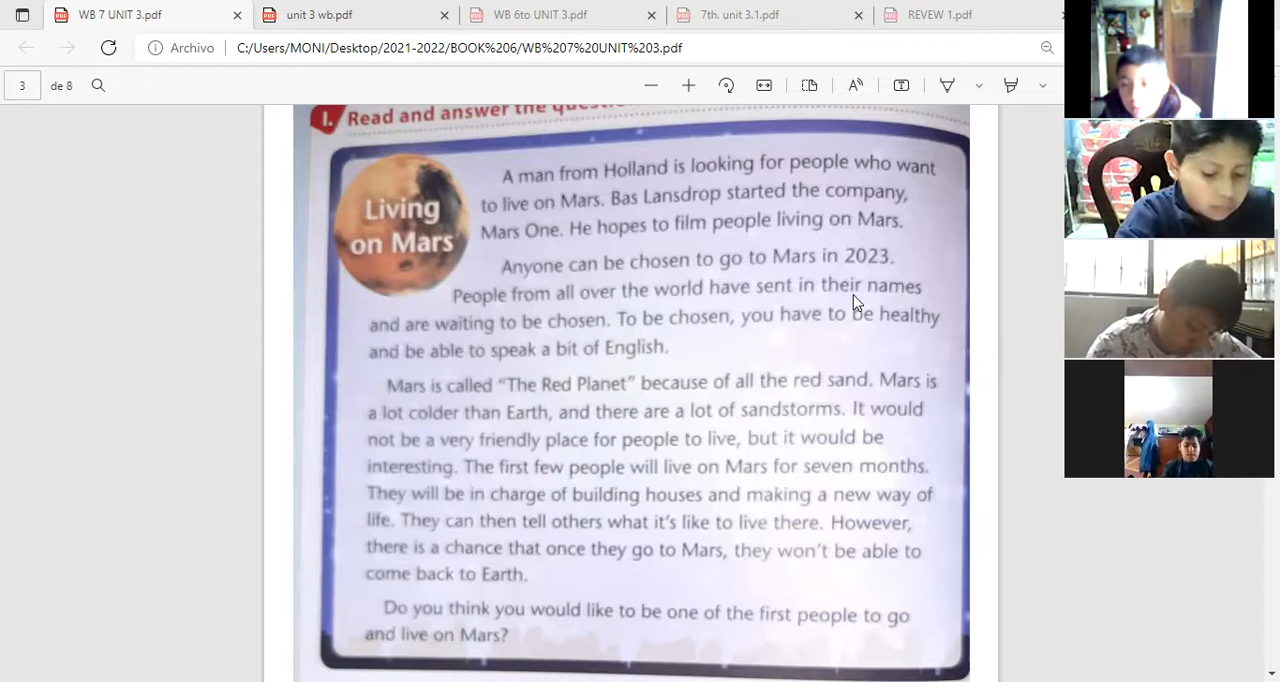 WB 7 UNIT 3.pdf
unit 3 wb.pdf
WB 6to UNIT 3.pdf
7th. unit 3.1.pdf
REVEW 1.pdf
Archivo
C:/Users/MONI/Desktop/2021-2022/BOOK%206/WB%207%20UNIT%203.pdf
3
de 8
I. Read and answer the
Living
on Mars
A man from Holland is looking for people who want
to live on Mars. Bas Lansdrop started the company,
Mars One. He hopes to film people living on Mars.
Anyone can be chosen to go to Mars in 2023.
People from all over the world have sent in their names
and are waiting to be chosen. To be chosen, you have to be healthy
and be able to speak a bit of English.
Mars is called “The Red Planet” because of all the red sand. Mars is
a lot colder than Earth, and there are a lot of sandstorms. It would
not be a very friendly place for people to live, but it would be
interesting. The first few people will live on Mars for seven months.
They will be in charge of building houses and making a new way of
life. They can then tell others what it's like to live there. However,
there is a chance that once they go to Mars, they won't be able to
come back to Earth.
Do you think you would like to be one of the first people to go
and live on Mars?